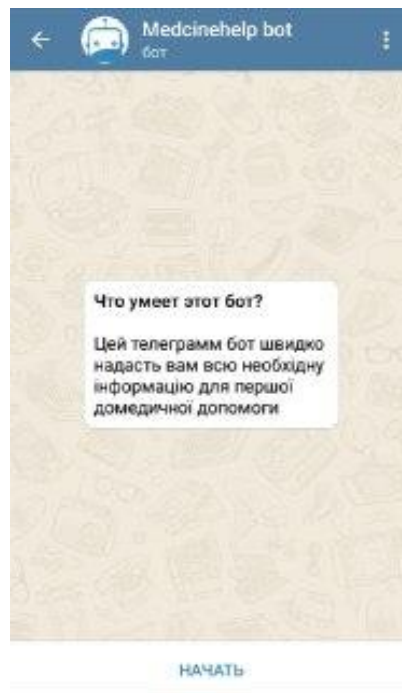 Medcinehelp bot
бот
Что умеет этот бот?
Цей телеграмм бот швидко
надасть вам всю необхідну
інформацію для першої
домедичної допомоги
НАЧАТЬ